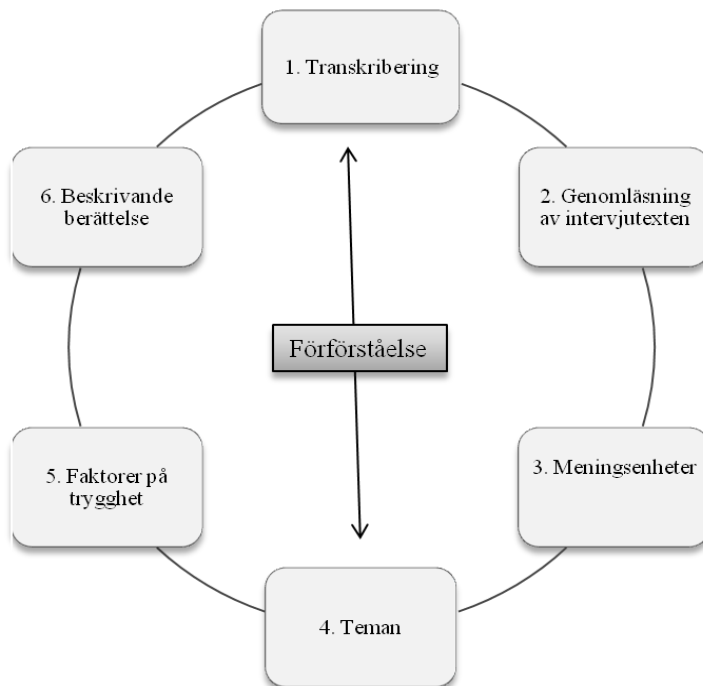 1. Transkribering
2. Genomläsning
av intervjutexten
3. Meningsenheter
4. Teman
5. Faktorer på
trygghet
6. Beskrivande
berättelse
Förförståelse